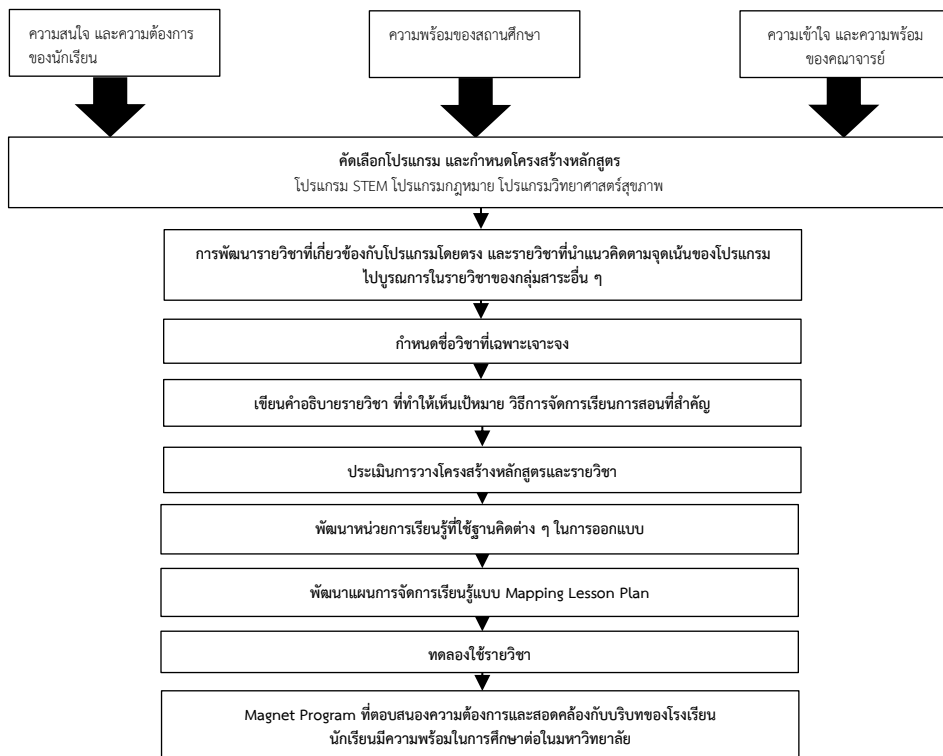 ความสนใจ และความต้องการ
ของนักเรียน
ความพร้อมของสถานศึกษา
ความเข้าใจ และความพร้อม
ของคณาจารย์
คัดเลือกโปรแกรม และกำหนดโครงสร้างหลักสูตร
โปรแกรม STEM โปรแกรมกฎหมาย โปรแกรมวิทยาศาสตร์สุขภาพ
การพัฒนารายวิชาที่เกี่ยวข้องกับโปรแกรมโดยตรง และรายวิชาที่นำแนวคิดตามจุดเน้นของโปรแกรม
ไปบูรณการในรายวิชาของกลุ่มสาระอื่น ๆ
กำหนดชื่อวิชาที่เฉพาะเจาะจง
เขียนคำอธิบายรายวิชา ที่ทำให้เห็นเป้หมาย วิธีการจัดการเรียนการสอนที่สำคัญ
ประเมินการวางโครงสร้างหลักสูตรและรายวิชา
พัฒนาหน่วยการเรียนรู้ที่ใช้ฐานคิดต่าง ๆ ในการออกแบบ
พัฒนาแผนการจัดการเรียนรู้แบบ Mapping Lesson Plan
ทดลองใช้รายวิชา
Magnet Program ที่ตอบสนองความต้องการและสอดคล้องกับบริบทของโรงเรียน
นักเรียนมีความพร้อมในการศึกษาต่อในมหาวิทยาลัย